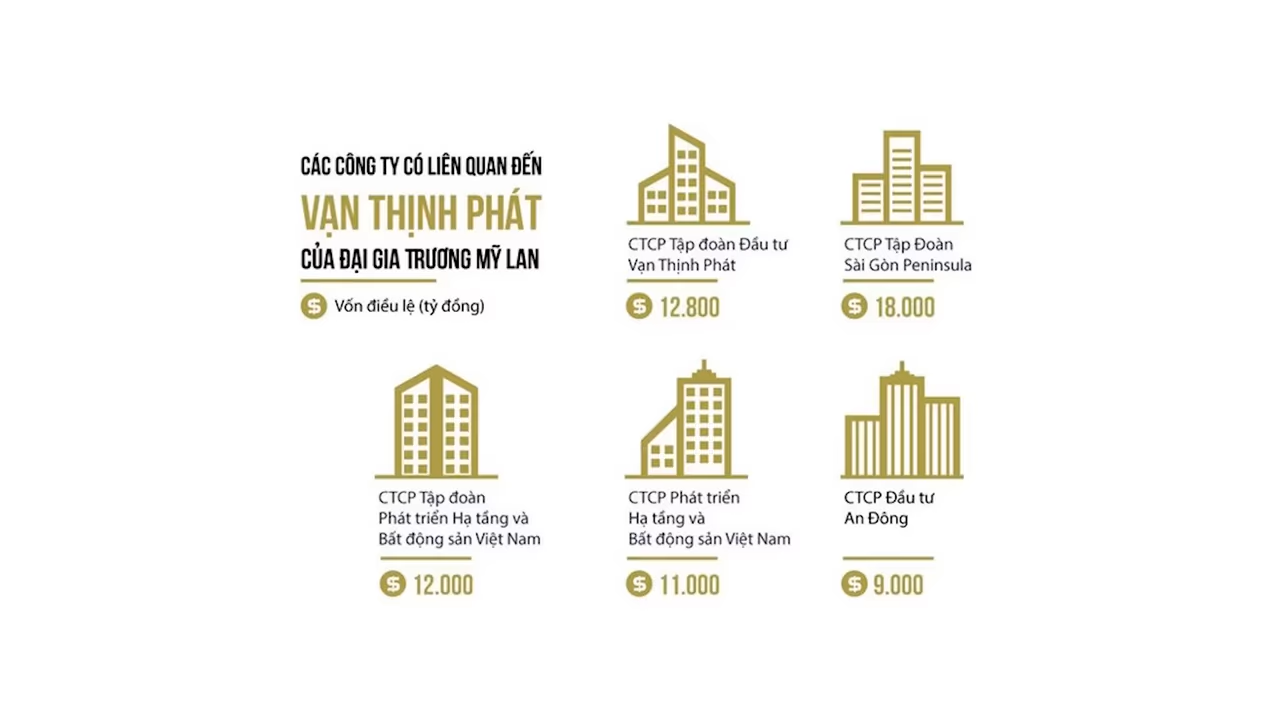 CÁC CÔNG TY CÓ LIÊN QUAN ĐẾN
VẠN THỊNH PHÁT
CỦA ĐẠI GIA TRƯƠNG MỸ LAN
$ Vốn điều lệ (tỷ đồng)
CTCP Tập đoàn Đầu tư
Vạn Thịnh Phát
$ 12.800
CTCP Tập Đoàn
Sài Gòn Peninsula
$ 18.000
CTCP Tập đoàn
Phát triển Hạ tầng và
Bất động sản Việt Nam
$ 12.000
CTCP Phát triển
Hạ tầng và
Bất động sản Việt Nam
$ 11.000
CTCP Đầu tư
An Đông
$ 9.000